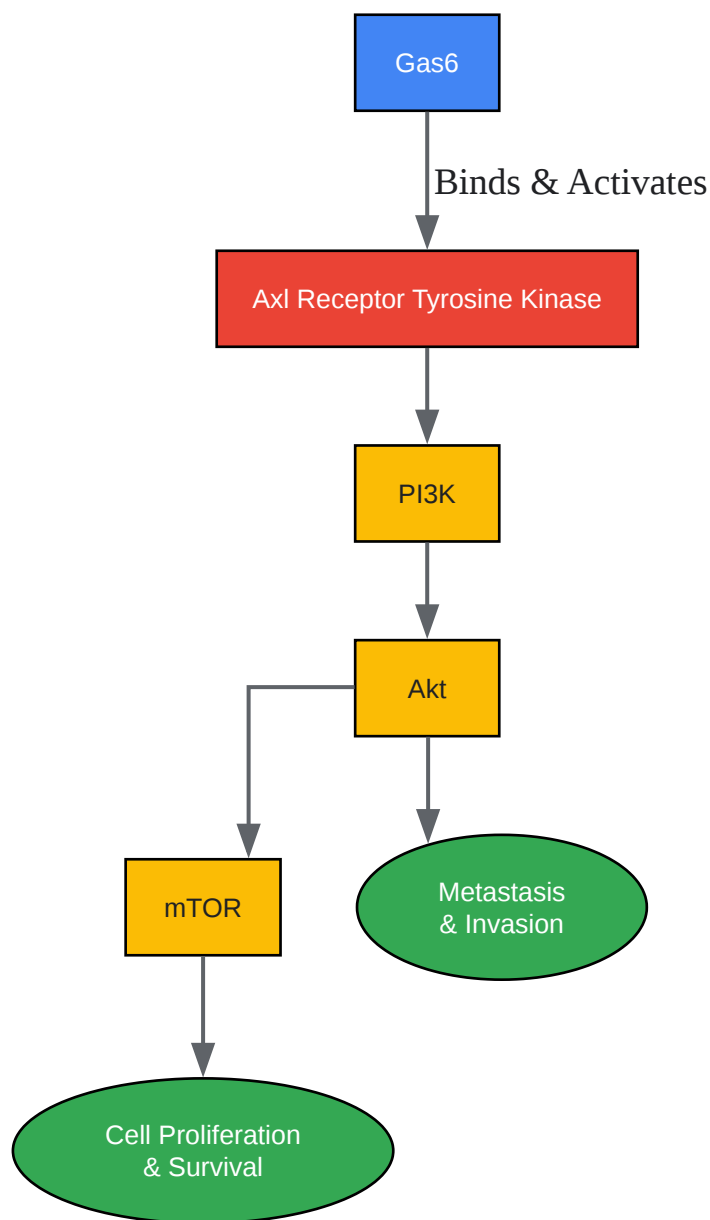 Gas6
Binds & Activates
Axl Receptor Tyrosine Kinase
PI3K
Akt
Metastasis
& Invasion
mTOR
Cell Proliferation
& Survival